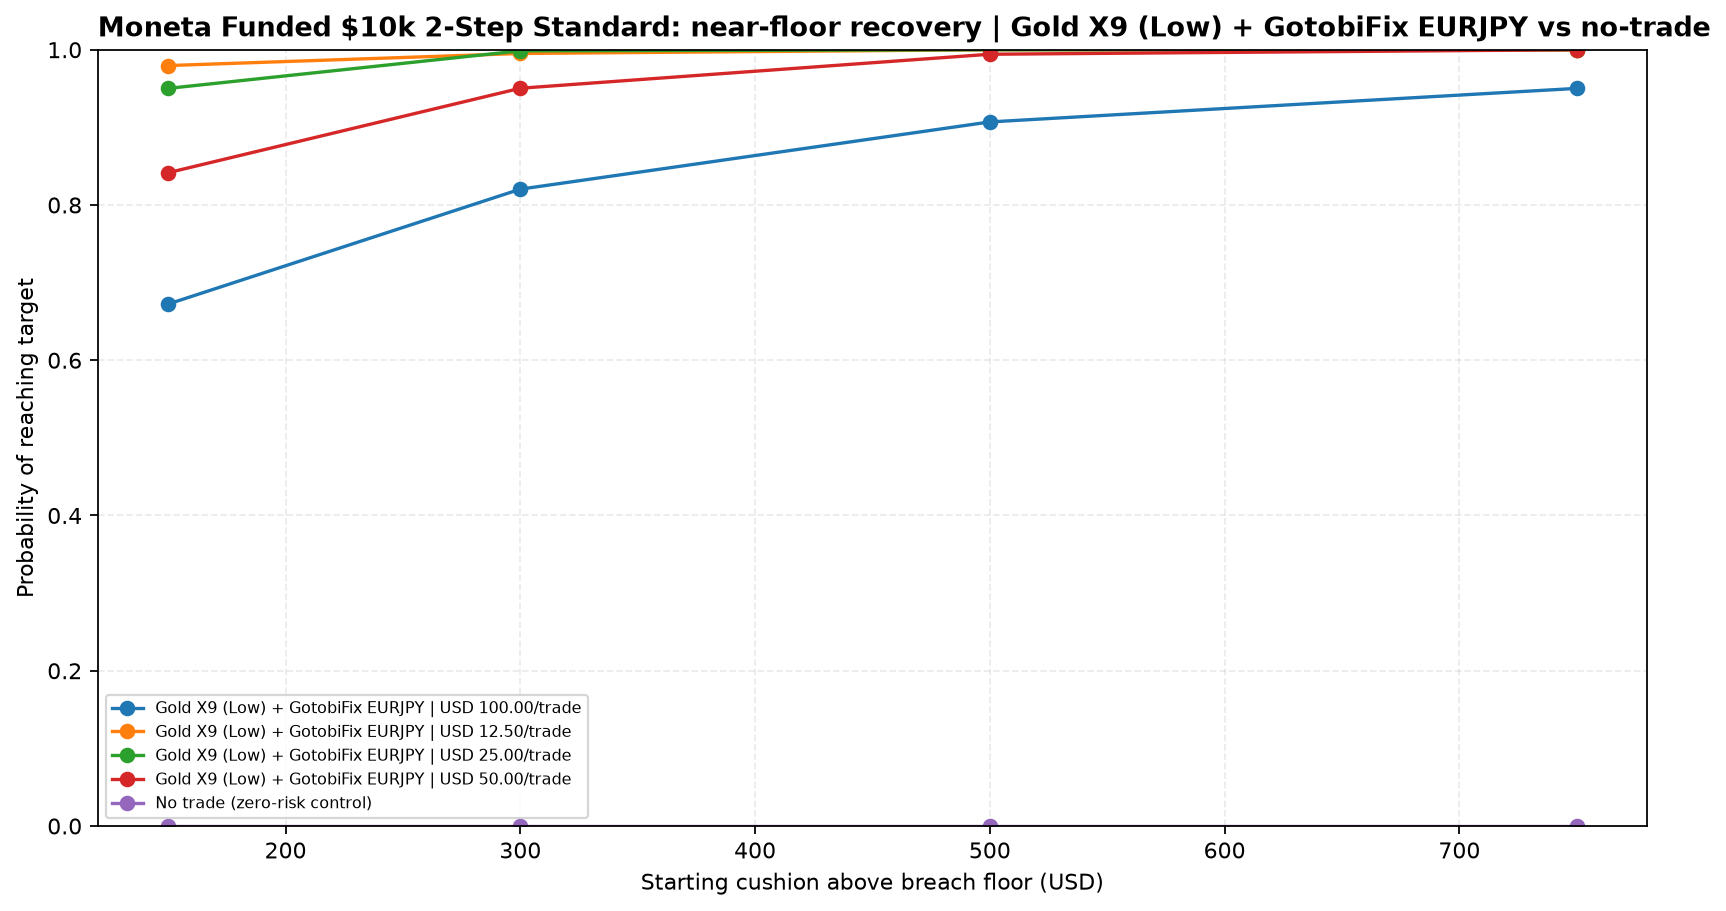 Moneta Funded $10k 2-Step Standard: near-floor recovery | Gold X9 (Low) + GotobiFix EURJPY vs no-trade
1.0
0.8
0.6
0.4
0.2
0.0
Probability of reaching target
Gold X9 (Low) + GotobiFix EURJPY | USD 100.00/trade
Gold X9 (Low) + GotobiFix EURJPY | USD 12.50/trade
Gold X9 (Low) + GotobiFix EURJPY | USD 25.00/trade
Gold X9 (Low) + GotobiFix EURJPY | USD 50.00/trade
No trade (zero-risk control)
200 300 400 500 600 700
Starting cushion above breach floor (USD)